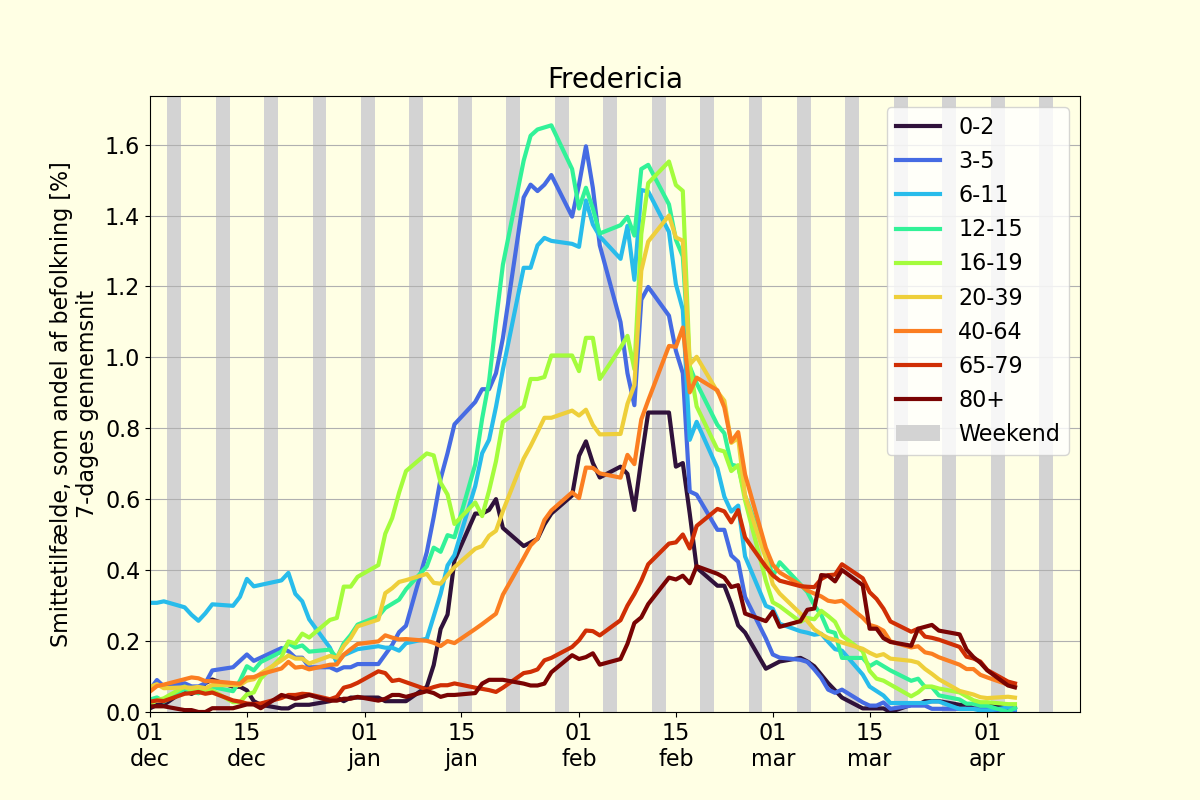 Fredericia
Smittetilfælde, som andel af befolkning [%]
7-dages gennemsnit
1.6
1.4
1.2
1.0
0.8
0.6
0.4
0.2
0.0
01 dec
15 dec
01 jan
15 jan
01 feb
15 feb
01 mar
15 mar
01 apr
0-2
3-5
6-11
12-15
16-19
20-39
40-64
65-79
80+
Weekend